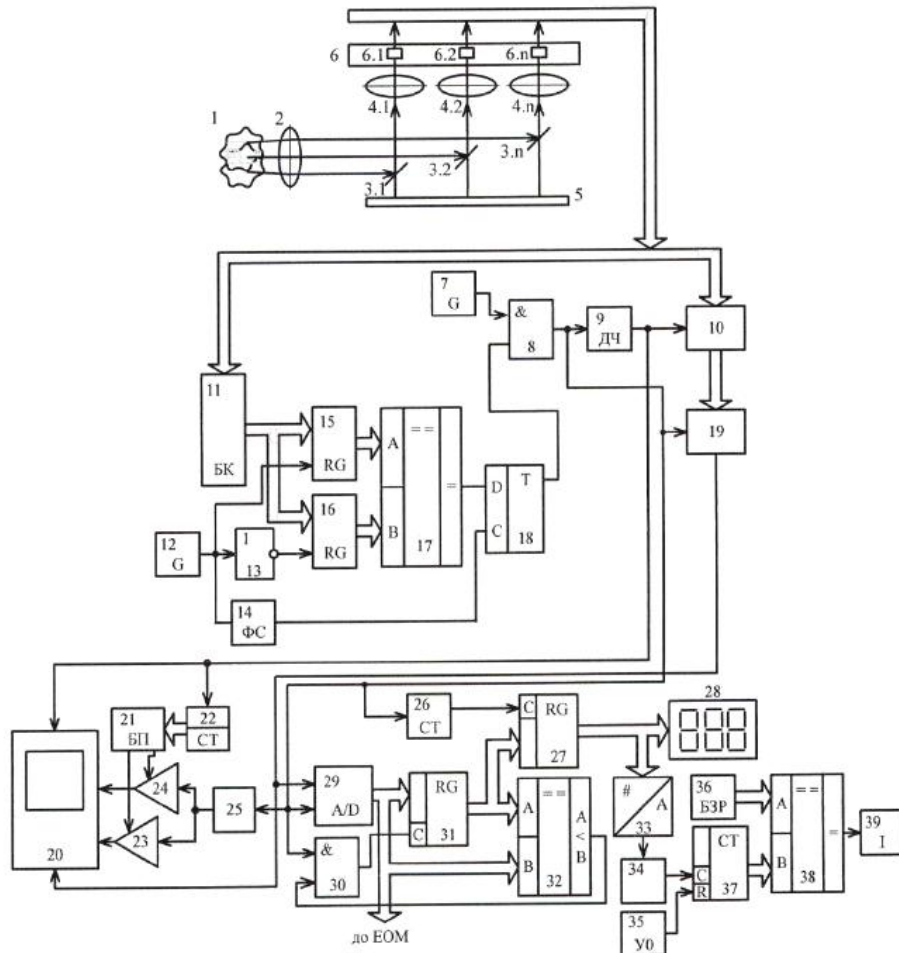 6 6.1 6.2 6.n
4.1 4.2 4.n
1 2
3.1 3.2 3.n
5
7
G
&
8
9
ДЧ
10
11
БК
15
RG
16
RG
A
B
= =
=
17
D
C
T
18
19
12
G
1
13
14
ФС
20
21
БП
22
СТ
24
23
25
26
СТ
C
RG
27
28
29
A/D
&
30
RG
C
31
A
B
= =
A
<
B
32
до ЕОМ
#
A
33
34
35
У0
36
БЗР
СТ
C
R
37
A
B
= =
=
38
39
I